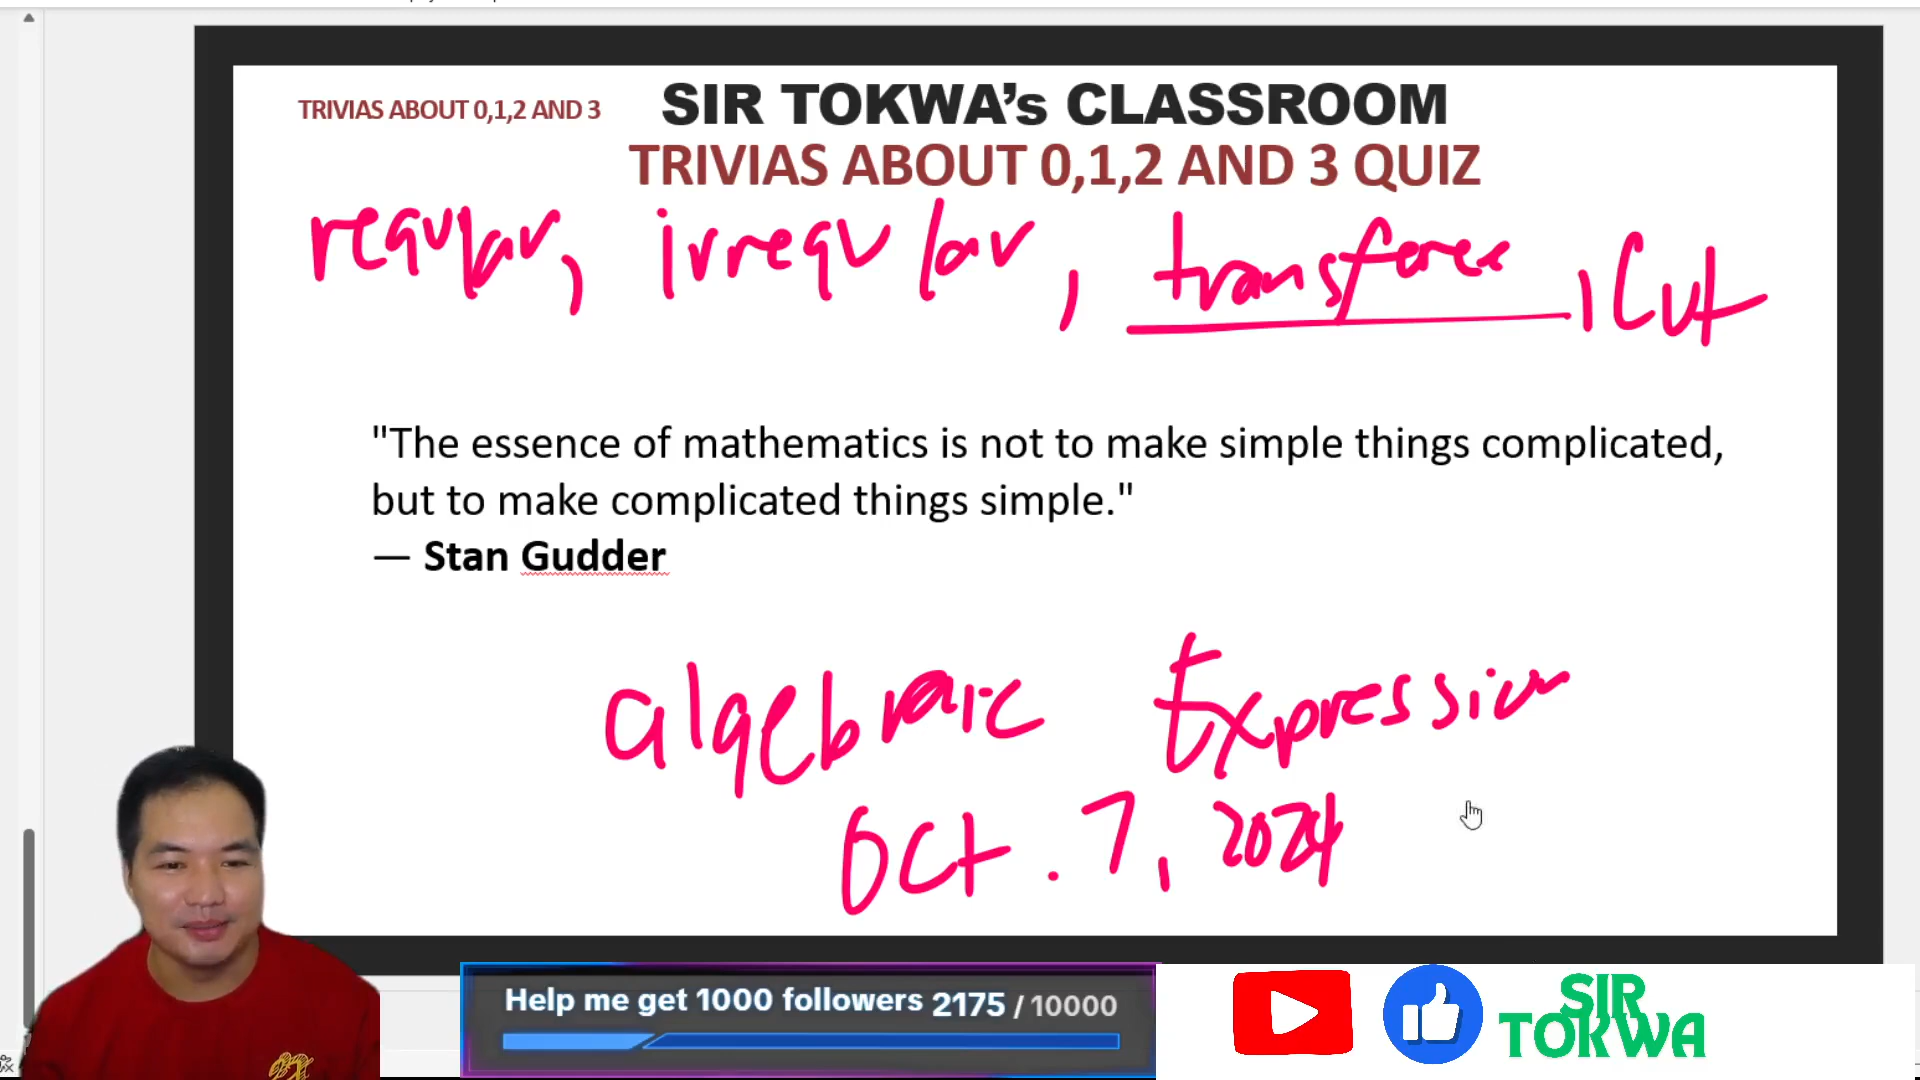 TRIVIAS ABOUT 0,1,2 AND 3
SIR TOKWA's CLASSROOM
TRIVIAS ABOUT 0,1,2 AND 3 QUIZ
regular, irregular, transferee, Cut
"The essence of mathematics is not to make simple things complicated,
but to make complicated things simple."
— Stan Gudder
algebraic Expression
Oct. 7, 2024
Help me get 1000 followers 2175 / 10000
SIR
TOKWA